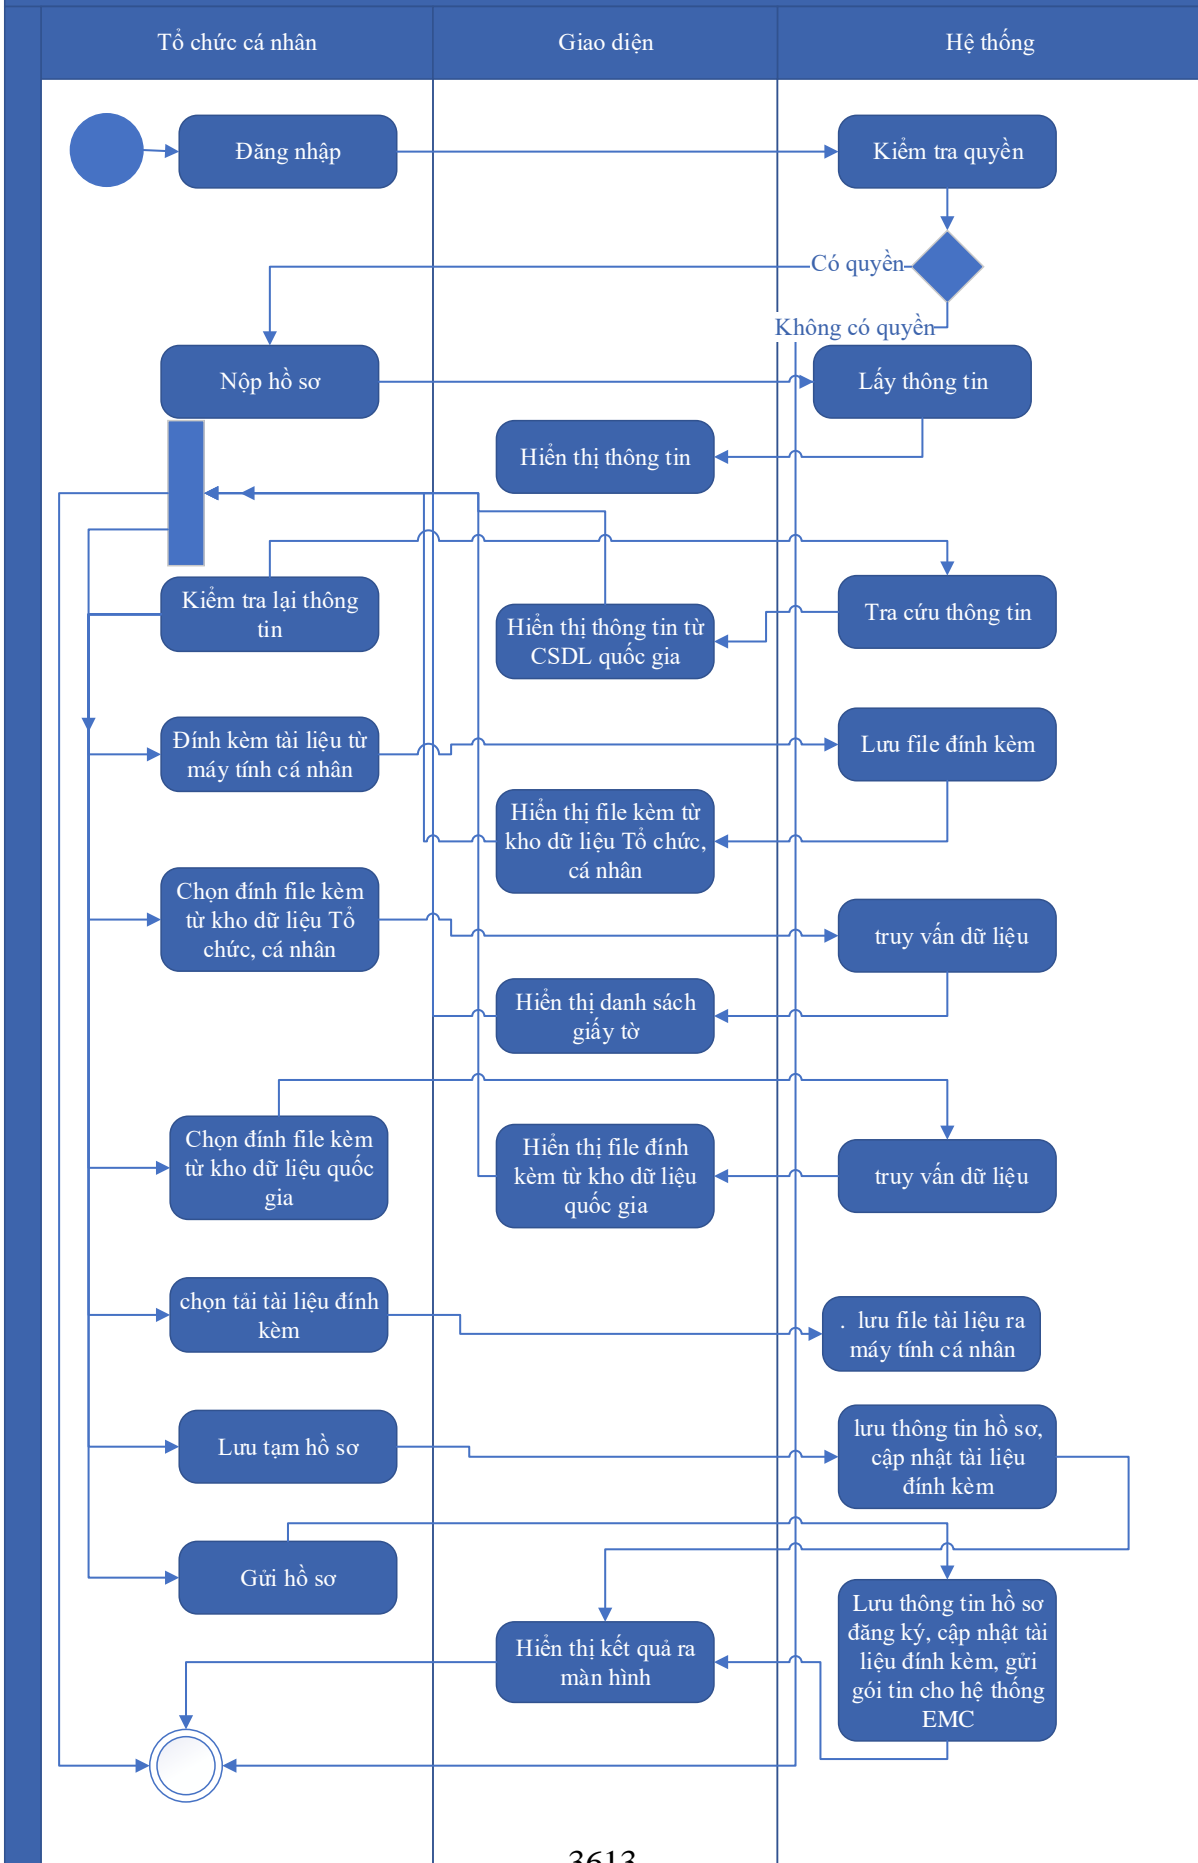 Tổ chức cá nhân
Giao diện
Hệ thống
Đăng nhập
Kiểm tra quyền
Có quyền
Không có quyền
Nộp hồ sơ
Lấy thông tin
Hiển thị thông tin
Kiểm tra lại thông
tin
Hiển thị thông tin từ
CSDL quốc gia
Tra cứu thông tin
Đính kèm tài liệu từ
máy tính cá nhân
Lưu file đính kèm
Hiển thị file kèm từ
kho dữ liệu Tổ chức,
cá nhân
Chọn đính file kèm
từ kho dữ liệu Tổ
chức, cá nhân
truy vấn dữ liệu
Hiển thị danh sách
giấy tờ
Chọn đính file kèm
từ kho dữ liệu quốc
gia
Hiển thị file đính
kèm từ kho dữ liệu
quốc gia
truy vấn dữ liệu
chọn tải tài liệu đính
kèm
. lưu file tài liệu ra
máy tính cá nhân
Lưu tạm hồ sơ
lưu thông tin hồ sơ,
cập nhật tài liệu
đính kèm
Gửi hồ sơ
Lưu thông tin hồ sơ
đăng ký, cập nhật tài
liệu đính kèm, gửi
gói tin cho hệ thống
EMC
Hiển thị kết quả ra
màn hình
3613